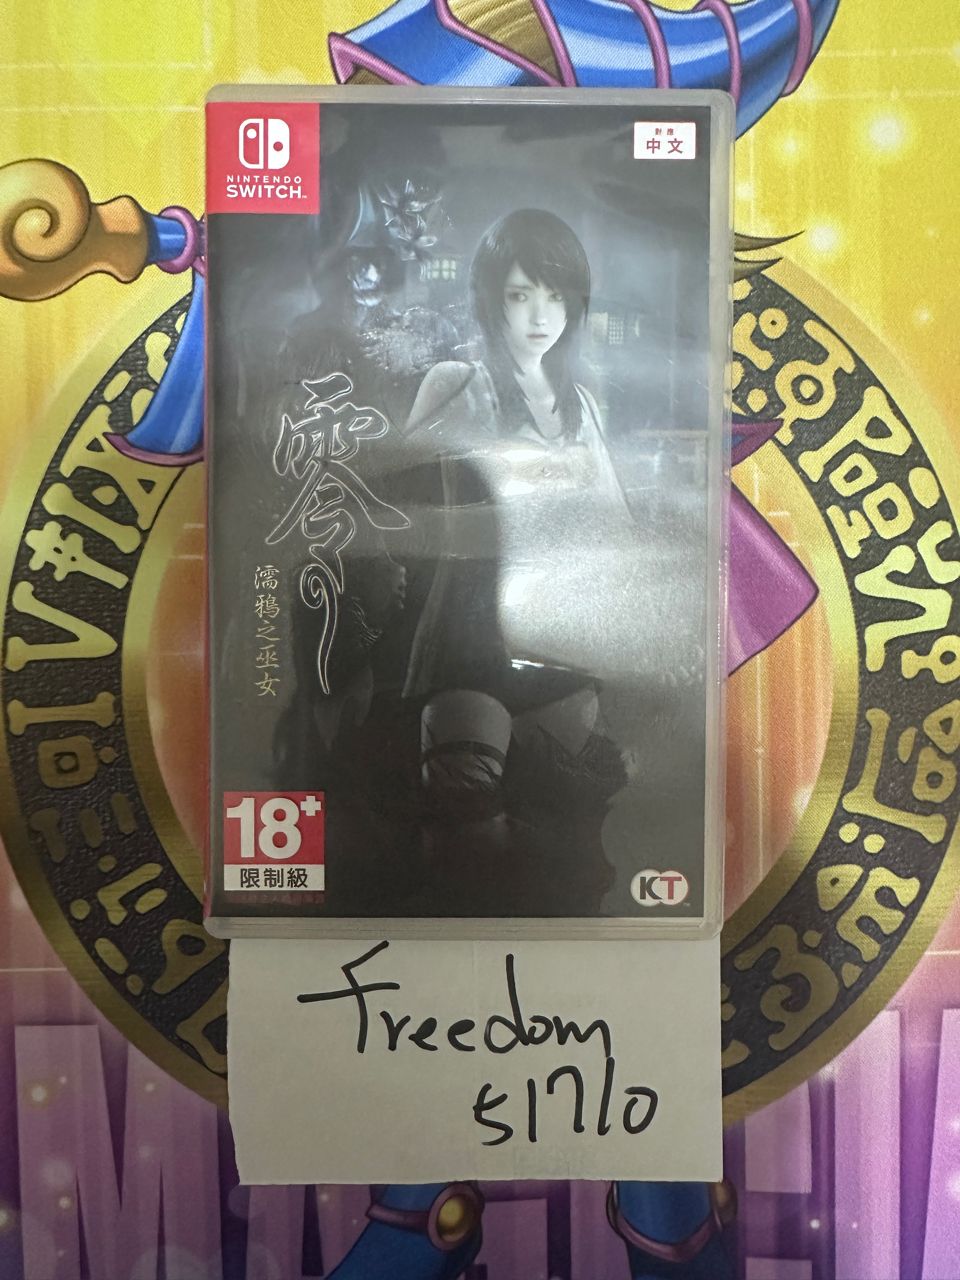 NINTENDO
SWITCH
對應
中文
零
濡鴉之巫女
18+
限制級
KT
Freedom
51710